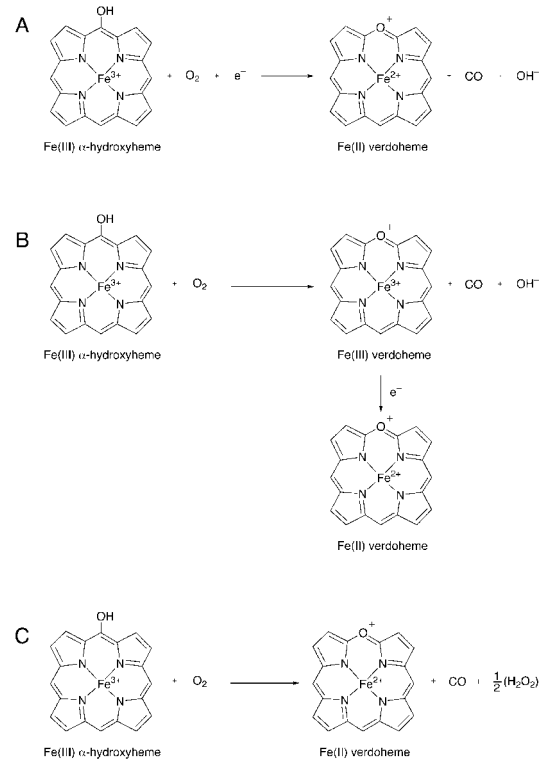 A
OH
O⁺
N N
Fe³⁺ + O₂ + e⁻
N N
N N
Fe²⁺ - CO · OH⁻
N N
Fe(III) α-hydroxyheme
Fe(II) verdoheme
B
OH
O
N N
Fe³⁺ + O₂
N N
N N
Fe³⁺ + CO + OH⁻
N N
Fe(III) α-hydroxyheme
Fe(III) verdoheme
e⁻
O⁺
N N
Fe²⁺
N N
Fe(II) verdoheme
C
OH
O⁺
N N
Fe³⁺ + O₂
N N
N N
Fe²⁺ + CO + 1/2(H₂O₂)
N N
Fe(III) α-hydroxyheme
Fe(II) verdoheme